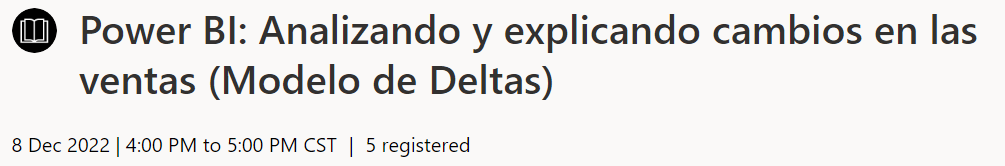 Power BI: Analizando y explicando cambios en las
ventas (Modelo de Deltas)
8 Dec 2022 | 4:00 PM to 5:00 PM CST | 5 registered